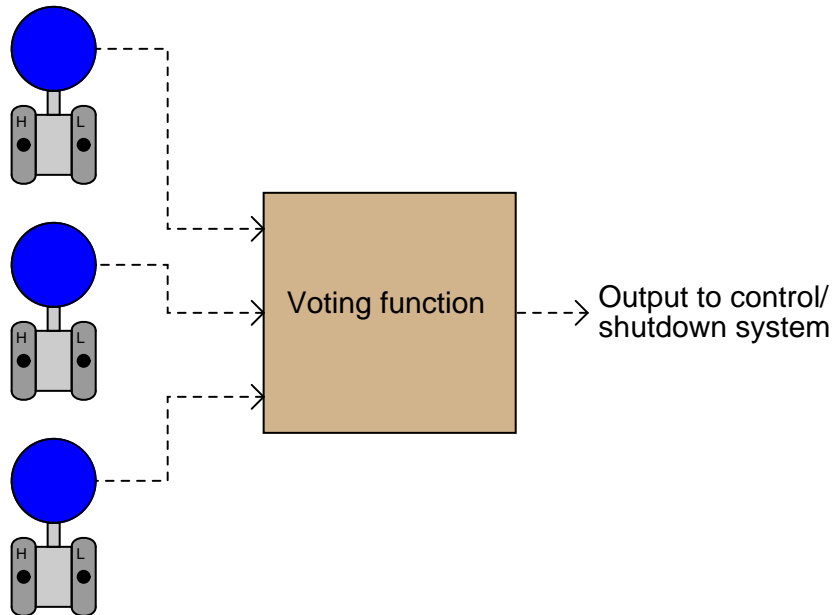 H L
H L
Voting function
Output to control/
shutdown system
H L